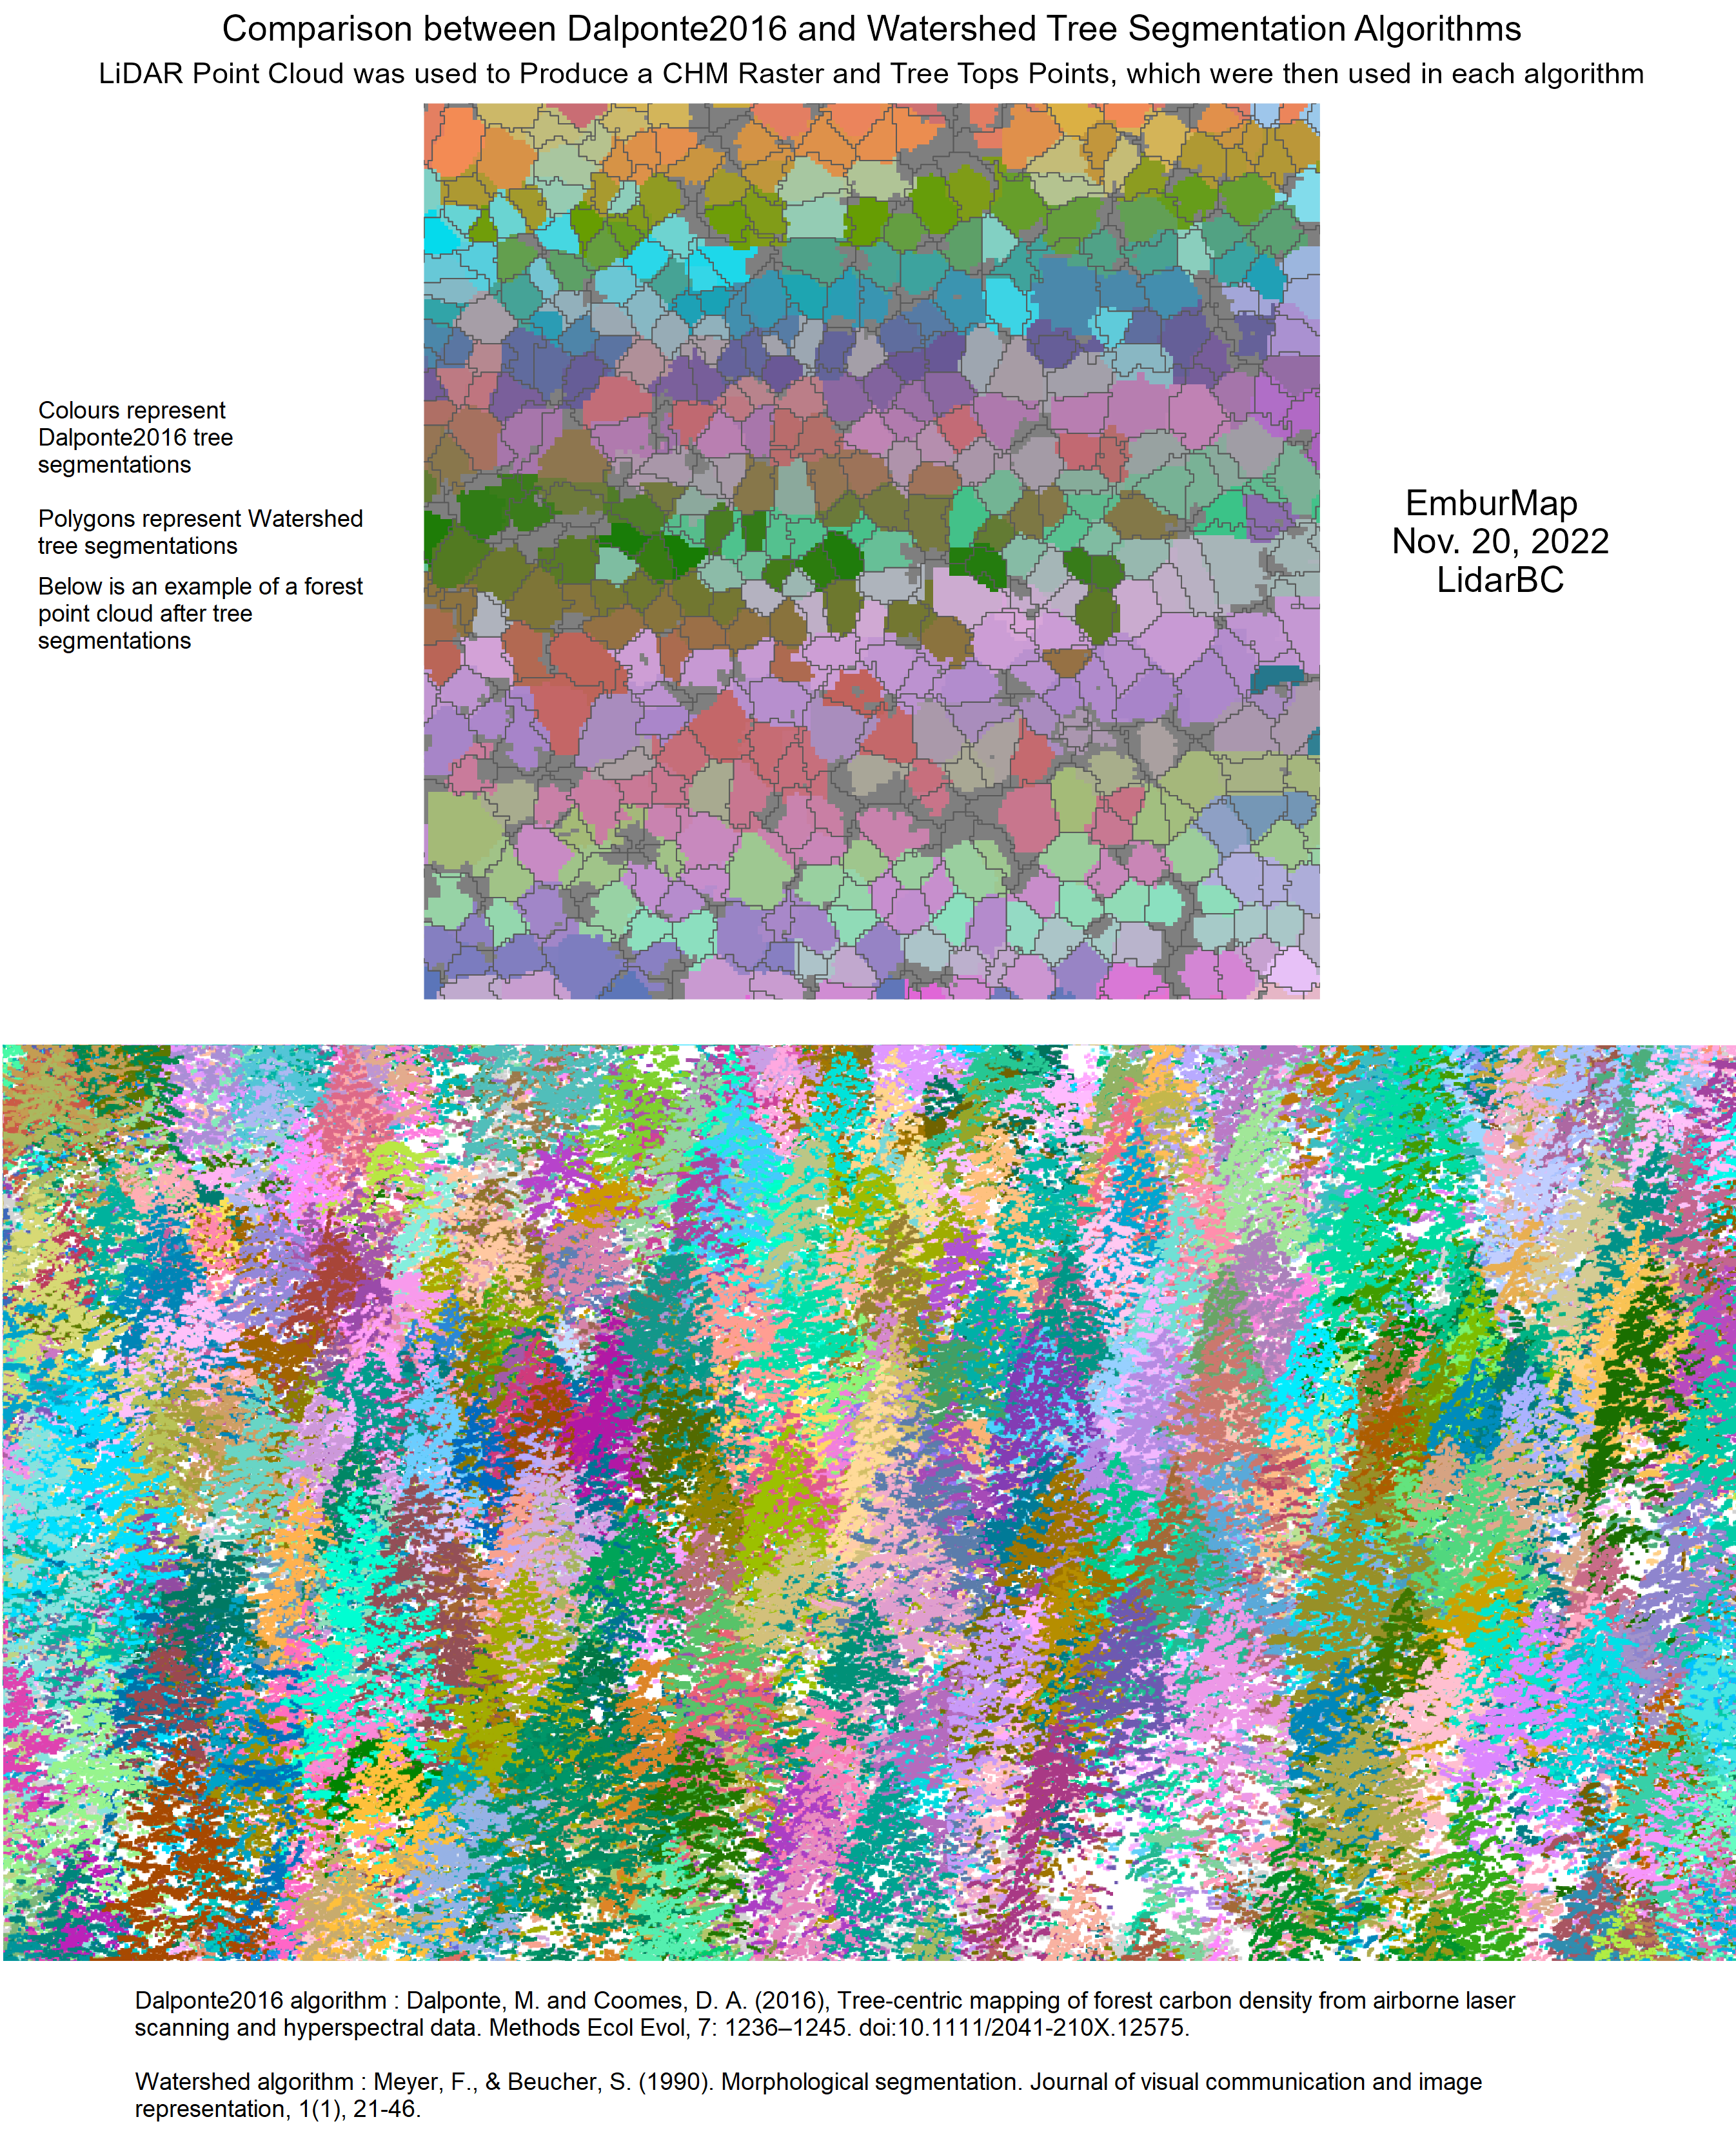 Comparison between Dalponte2016 and Watershed Tree Segmentation Algorithms
LiDAR Point Cloud was used to Produce a CHM Raster and Tree Tops Points, which were then used in each algorithm
Colours represent
Dalponte2016 tree
segmentations
Polygons represent Watershed
tree segmentations
Below is an example of a forest
point cloud after tree
segmentations
EmburMap
Nov. 20, 2022
LidarBC
Dalponte2016 algorithm : Dalponte, M. and Coomes, D. A. (2016), Tree-centric mapping of forest carbon density from airborne laser
scanning and hyperspectral data. Methods Ecol Evol, 7: 1236–1245. doi:10.1111/2041-210X.12575.
Watershed algorithm : Meyer, F., & Beucher, S. (1990). Morphological segmentation. Journal of visual communication and image
representation, 1(1), 21-46.